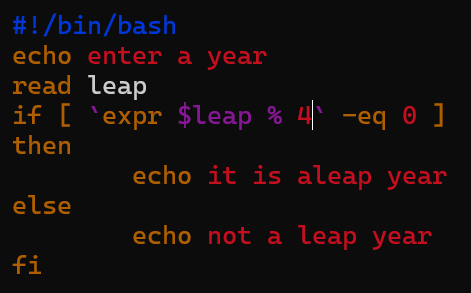 #!/bin/bash
echo enter a year
read leap
if [ `expr $leap % 4` -eq 0 ]
then
echo it is aleap year
else
echo not a leap year
fi